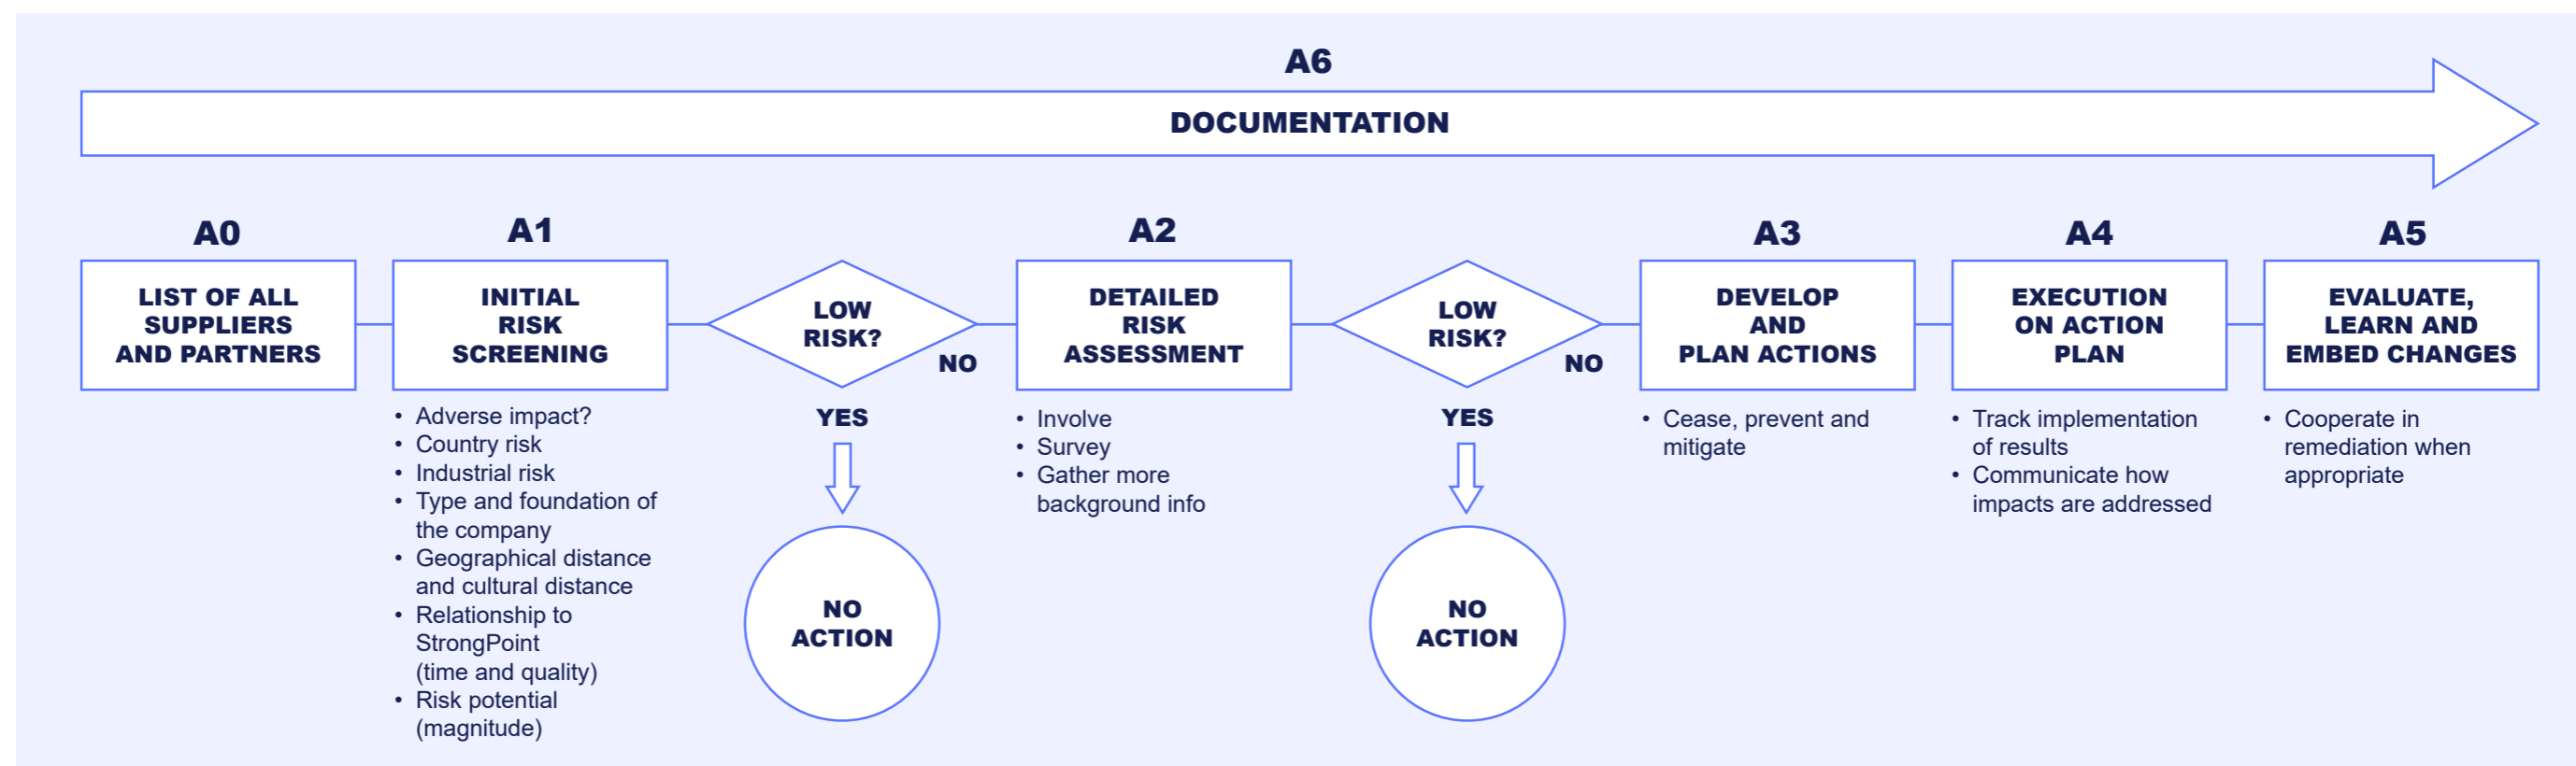 A6
DOCUMENTATION
A0
LIST OF ALL
SUPPLIERS
AND PARTNERS
A1
INITIAL
RISK
SCREENING
• Adverse impact?
• Country risk
• Industrial risk
• Type and foundation of
the company
• Geographical distance
and cultural distance
• Relationship to
StrongPoint
(time and quality)
• Risk potential
(magnitude)
LOW
RISK?
NO
YES
NO
ACTION
A2
DETAILED
RISK
ASSESSMENT
• Involve
• Survey
• Gather more
background info
LOW
RISK?
NO
YES
NO
ACTION
A3
DEVELOP
AND
PLAN ACTIONS
• Cease, prevent and
mitigate
A4
EXECUTION
ON ACTION
PLAN
• Track implementation
of results
• Communicate how
impacts are addressed
A5
EVALUATE,
LEARN AND
EMBED CHANGES
• Cooperate in
remediation when
appropriate